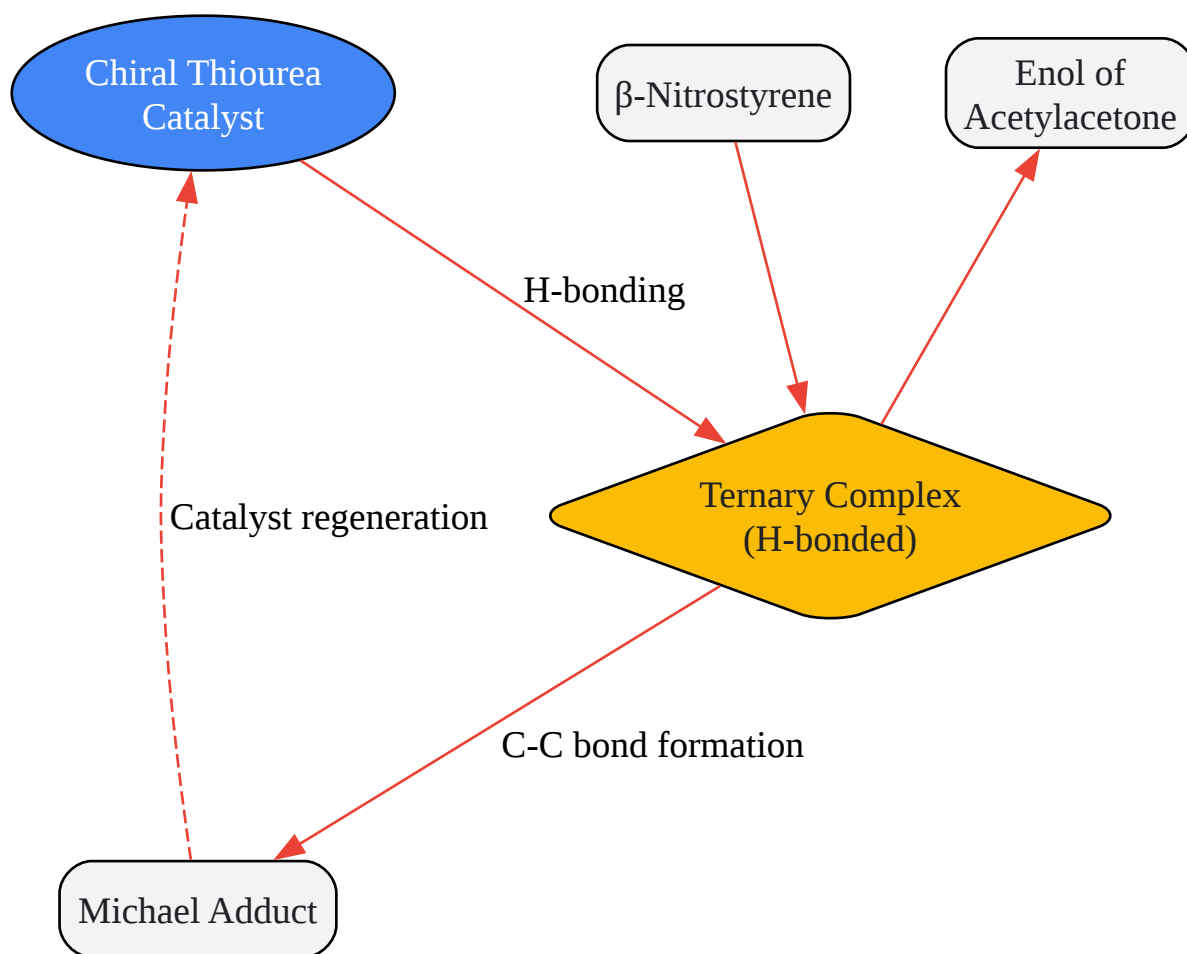 Chiral Thiourea
Catalyst
β-Nitrostyrene
Enol of
Acetylacetone
H-bonding
Ternary Complex
(H-bonded)
Catalyst regeneration
C-C bond formation
Michael Adduct